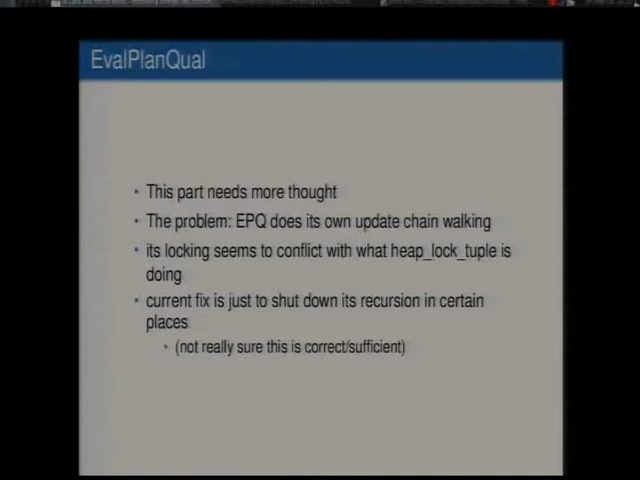 EvalPlanQual
• This part needs more thought
• The problem: EPQ does its own update chain walking
• its locking seems to conflict with what heap_lock_tuple is
doing
• current fix is just to shut down its recursion in certain
places
• (not really sure this is correct/sufficient)